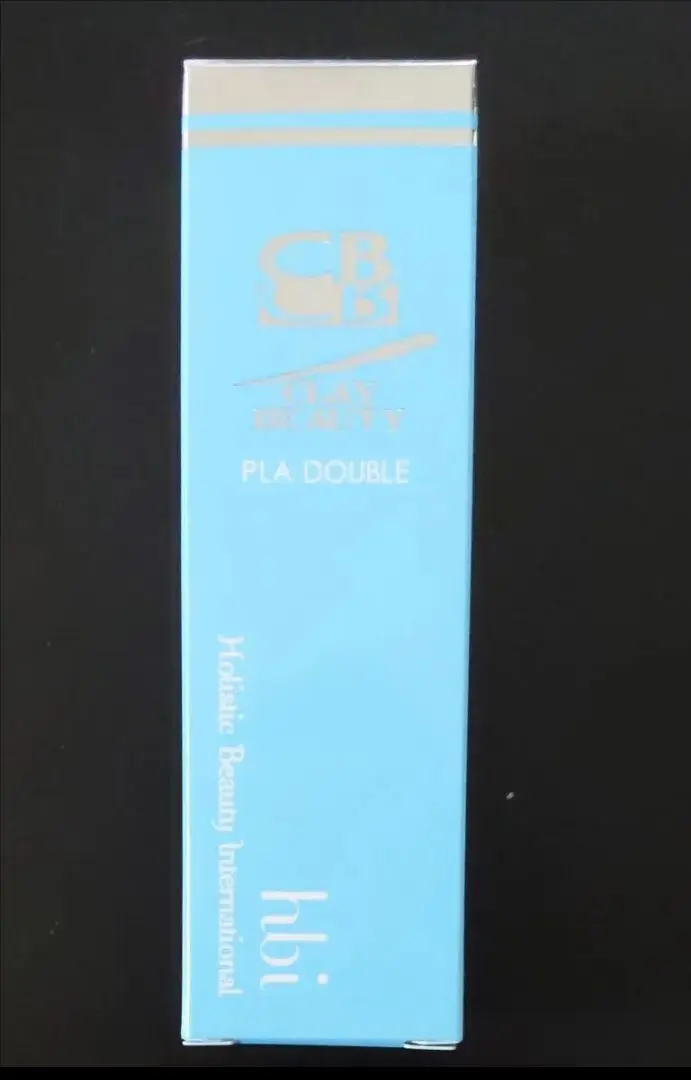 CB
B
CLAY
BEAUTY
PLA DOUBLE
Holistic Beauty International
hbi